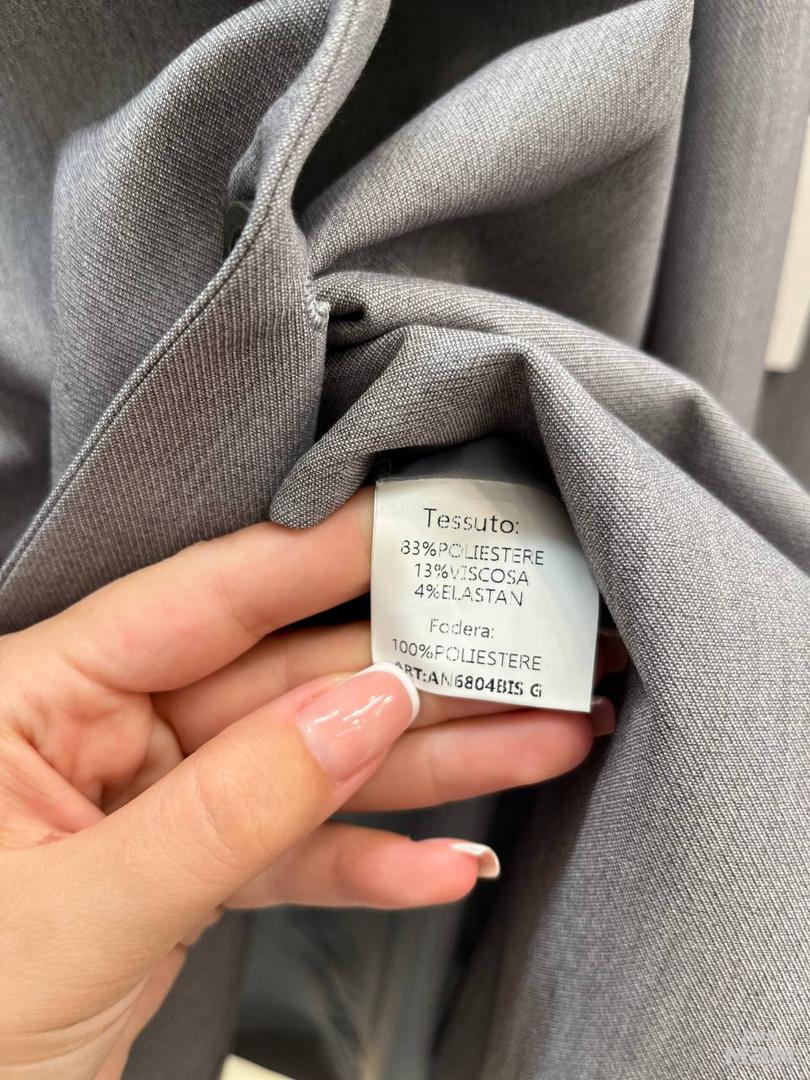 Tessuto:
83%POLIESTERE
13%VISCOSA
4%ELASTAN
Fodera:
100%POLIESTERE
ART:AN6804BIS G